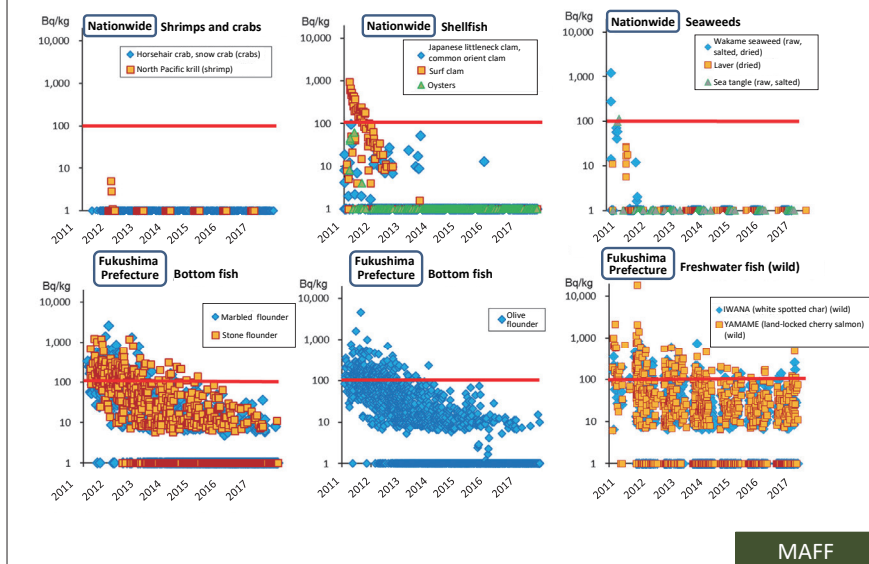 Bq/kg
Nationwide Shrimps and crabs
10,000
1,000
100
10
1
Horsehair crab, snow crab (crabs)
North Pacific krill (shrimp)
2011
2012
2013
2014
2015
2016
2017
Bq/kg
Nationwide Shellfish
10,000
1,000
100
10
1
Japanese littleneck clam,
common orient clam
Surf clam
Oysters
2011
2012
2013
2014
2015
2016
2017
Bq/kg
Nationwide Seaweeds
10,000
1,000
100
10
1
Wakame seaweed (raw,
salted, dried)
Laver (dried)
Sea tangle (raw, salted)
2011
2012
2013
2014
2015
2016
2017
Bq/kg
Fukushima
Prefecture Bottom fish
10,000
1,000
100
10
1
Marbled flounder
Stone flounder
2011
2012
2013
2014
2015
2016
2017
Bq/kg
Fukushima
Prefecture Bottom fish
10,000
1,000
100
10
1
Olive
flounder
2011
2012
2013
2014
2015
2016
2017
Bq/kg
Fukushima
Prefecture Freshwater fish (wild)
10,000
1,000
100
10
1
IWANA (white spotted char) (wild)
YAMAME (land-locked cherry salmon)
(wild)
2011
2012
2013
2014
2015
2016
2017
MAFF